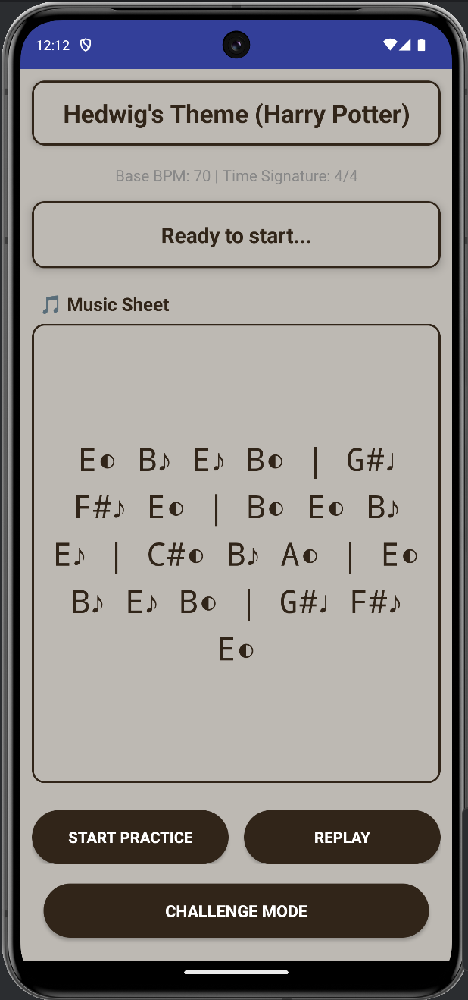 12:12
Hedwig's Theme (Harry Potter)
Base BPM: 70 | Time Signature: 4/4
Ready to start...
🎵 Music Sheet
E◐ B♪ E♪ B◐ | G#♩
F#♪ E◐ | B◐ E◐ B♪
E♪ | C#◐ B♪ A◐ | E◐
B♪ E♪ B◐ | G#♩ F#♪
E◐
START PRACTICE
REPLAY
CHALLENGE MODE